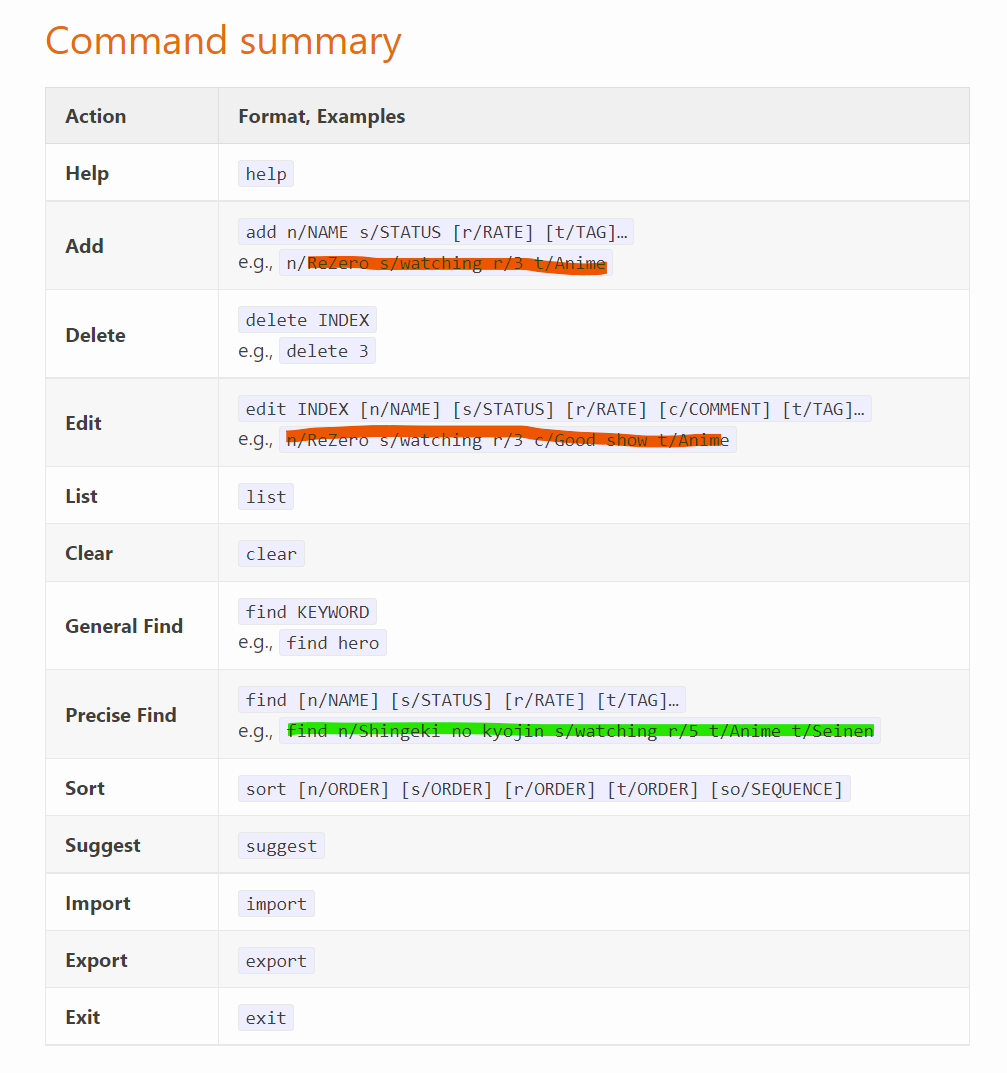 Command summary
Action Format, Examples
Help help
Add add n/NAME s/STATUS [r/RATE] [t/TAG]…
e.g., n/ReZero s/watching r/3 t/Anime
Delete delete INDEX
e.g., delete 3
Edit edit INDEX [n/NAME] [s/STATUS] [r/RATE] [c/COMMENT] [t/TAG]…
e.g., n/ReZero s/watching r/3 c/Good show t/Anime
List list
Clear clear
General Find find KEYWORD
e.g., find hero
Precise Find find [n/NAME] [s/STATUS] [r/RATE] [t/TAG]…
e.g., find n/Shingeki no kyojin s/watching r/5 t/Anime t/Seinen
Sort sort [n/ORDER] [s/ORDER] [r/ORDER] [t/ORDER] [so/SEQUENCE]
Suggest suggest
Import import
Export export
Exit exit